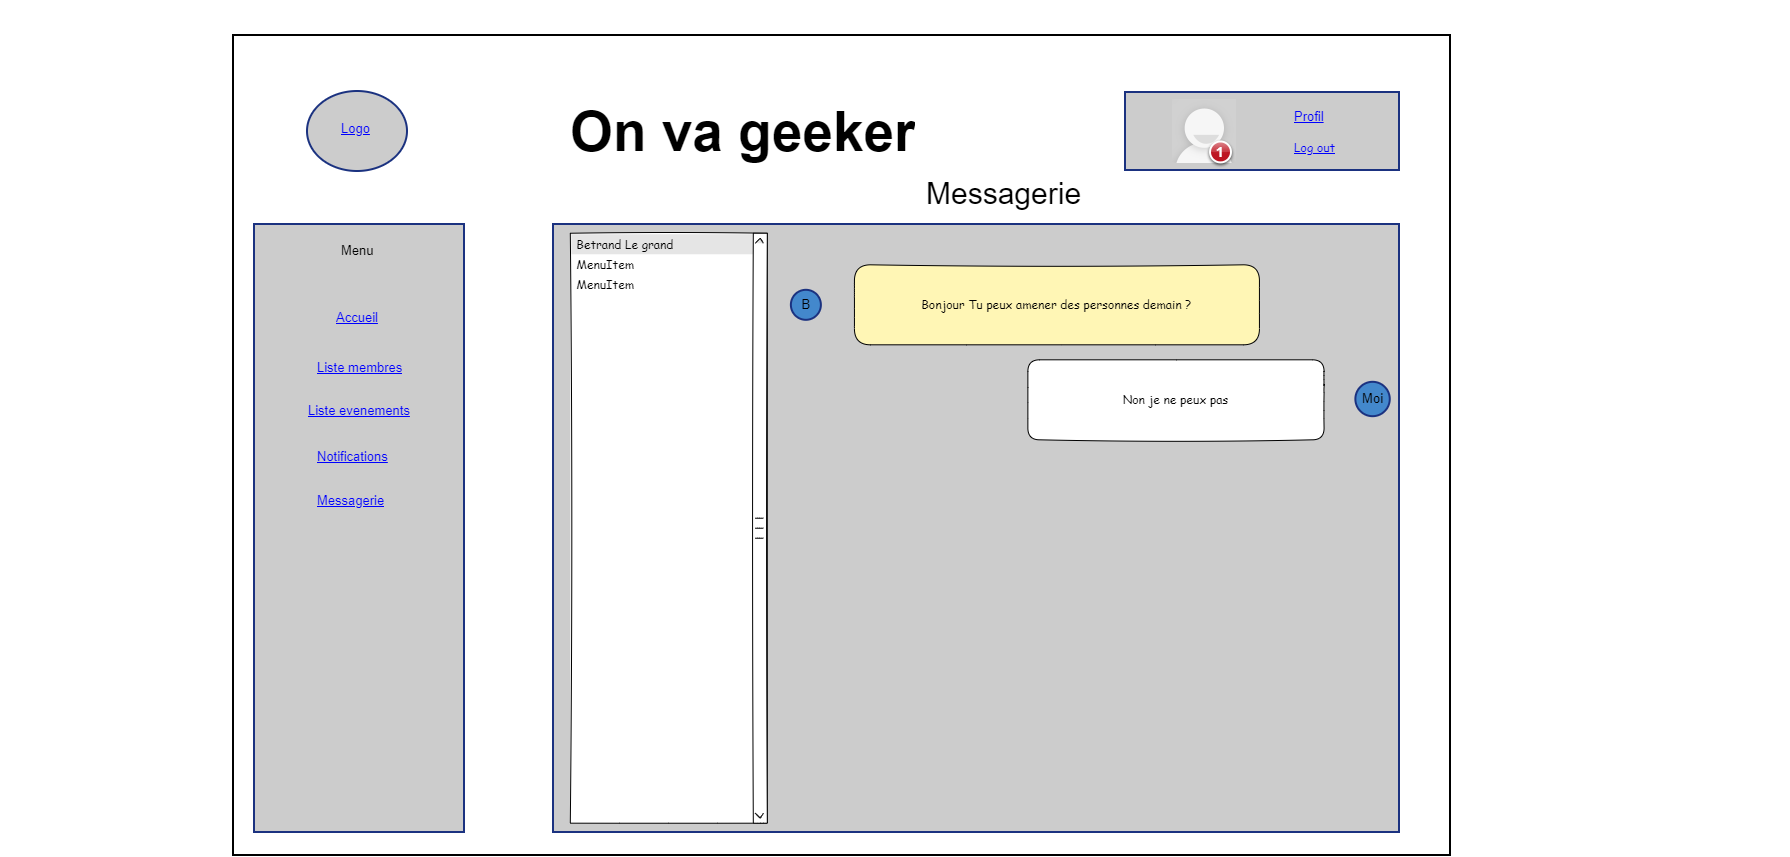 Logo
On va geeker
1
Profil
Log out
Messagerie
Menu
Accueil
Liste membres
Liste evenements
Notifications
Messagerie
Betrand Le grand
MenuItem
MenuItem
B
Bonjour Tu peux amener des personnes demain ?
Non je ne peux pas
Moi